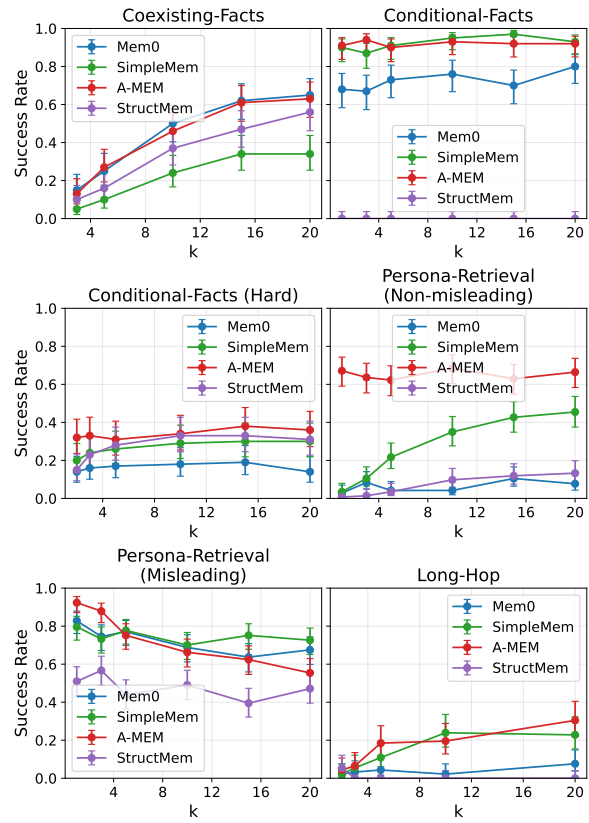 Coexisting-Facts
Success Rate
1.0
0.8
0.6
0.4
0.2
0.0
Mem0
SimpleMem
A-MEM
StructMem
4 8 12 16 20
k
Conditional-Facts
Mem0
SimpleMem
A-MEM
StructMem
4 8 12 16 20
k
Conditional-Facts (Hard)
Success Rate
1.0
0.8
0.6
0.4
0.2
0.0
Mem0
SimpleMem
A-MEM
StructMem
4 8 12 16 20
k
Persona-Retrieval
(Non-misleading)
Mem0
SimpleMem
A-MEM
StructMem
4 8 12 16 20
k
Persona-Retrieval
(Misleading)
Success Rate
1.0
0.8
0.6
0.4
0.2
0.0
Mem0
SimpleMem
A-MEM
StructMem
4 8 12 16 20
k
Long-Hop
Mem0
SimpleMem
A-MEM
StructMem
4 8 12 16 20
k